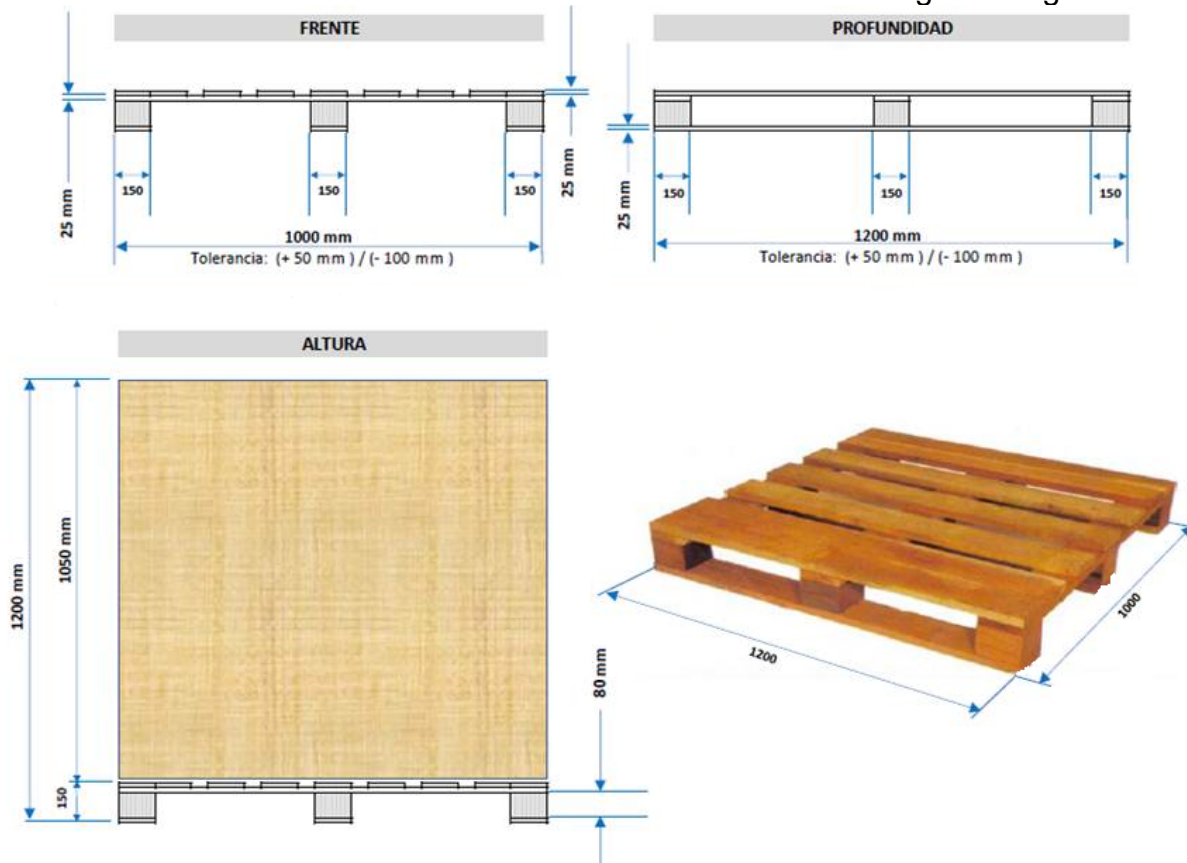 FRENTE
PROFUNDIDAD
150
150
150
25 mm
25 mm
1000 mm
Tolerancia: (+ 50 mm ) / (- 100 mm )
150
150
150
25 mm
1200 mm
Tolerancia: (+ 50 mm ) / (- 100 mm )
ALTURA
1200 mm
1050 mm
150
80 mm
1200
1000